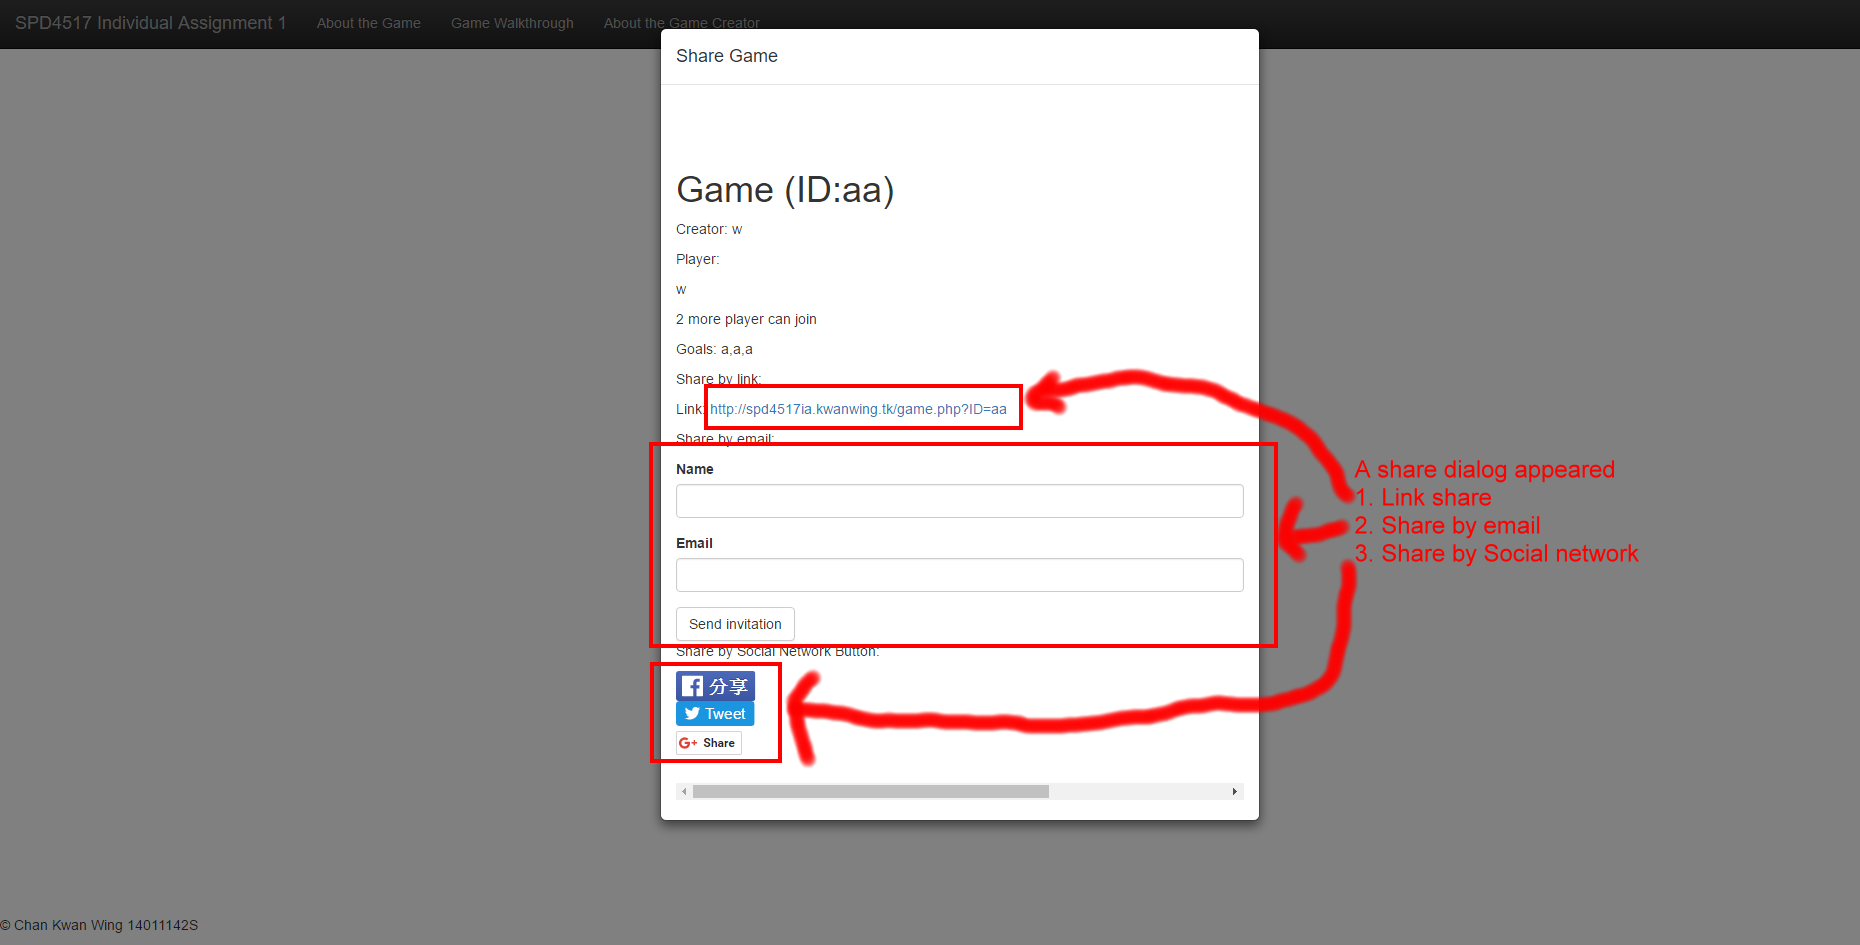 SPD4517 Individual Assignment 1 About the Game Game Walkthrough About the Game Creator
Share Game
Game (ID:aa)
Creator: w
Player:
w
2 more player can join
Goals: a,a,a
Share by link:
Link: http://spd4517ia.kwanwing.tk/game.php?ID=aa
Share by email:
Name
Email
Send invitation
Share by Social Network Button:
分享
Tweet
G+ Share
A share dialog appeared
1. Link share
2. Share by email
3. Share by Social network
© Chan Kwan Wing 14011142S